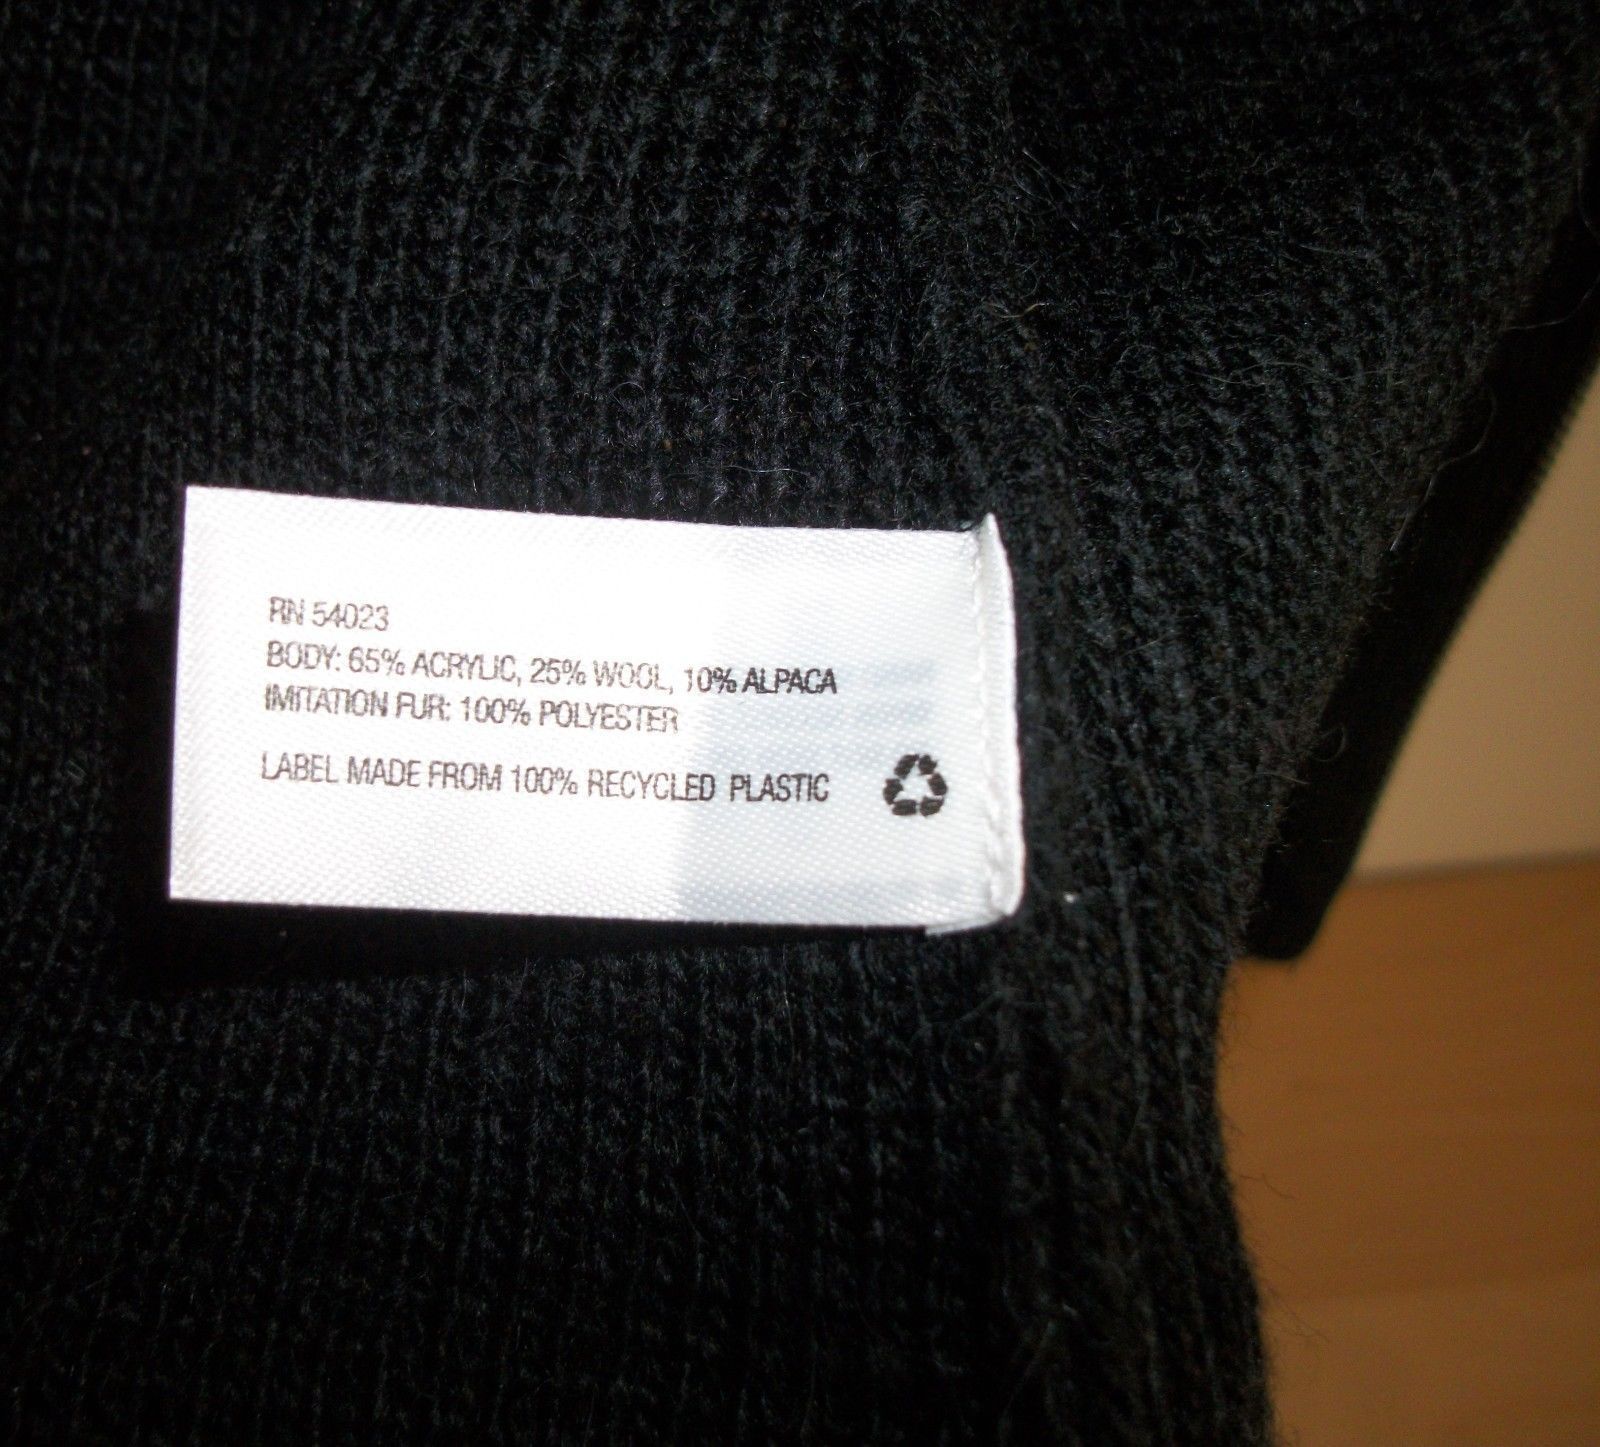 RN 54023
BODY: 65% ACRYLIC, 25% WOOL, 10% ALPACA
IMITATION FUR: 100% POLYESTER
LABEL MADE FROM 100% RECYCLED PLASTIC